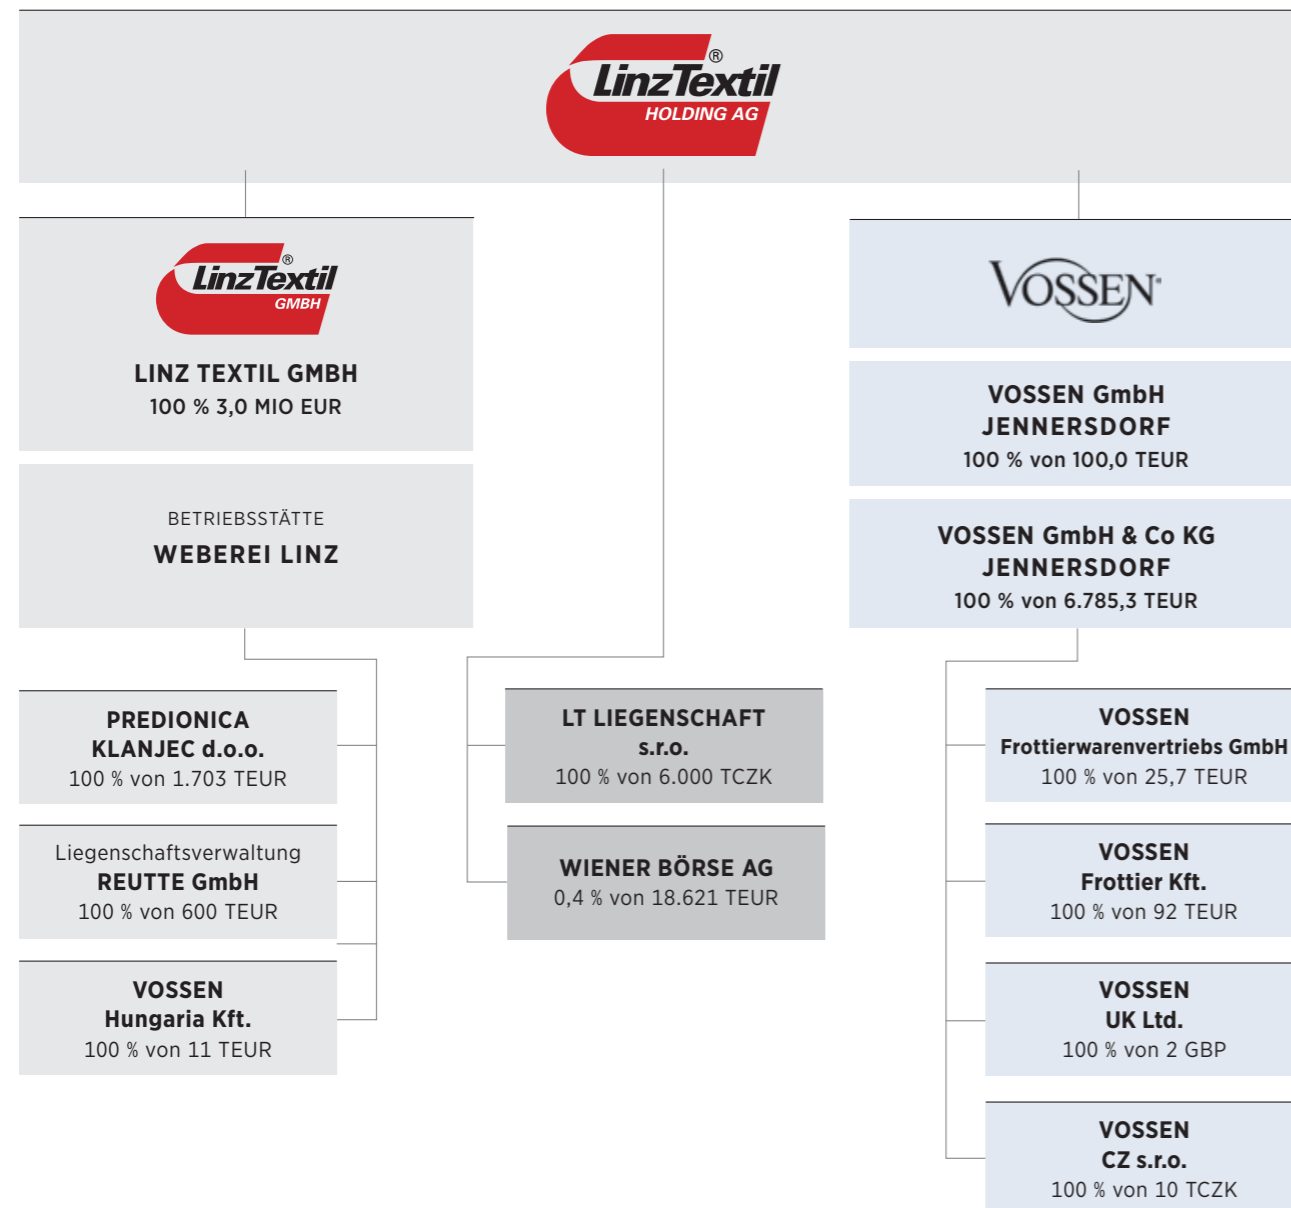 LinzTextil®
HOLDING AG
LinzTextil®
GMBH
LINZ TEXTIL GMBH
100 % 3,0 MIO EUR
BETRIEBSSTÄTTE
WEBEREI LINZ
PREDIONICA
KLANJEC d.o.o.
100 % von 1.703 TEUR
Liegenschaftsverwaltung
REUTTE GmbH
100 % von 600 TEUR
VOSSEN
Hungaria Kft.
100 % von 11 TEUR
LT LIEGENSCHAFT
s.r.o.
100 % von 6.000 TCZK
WIENER BÖRSE AG
0,4 % von 18.621 TEUR
VOSSEN®
VOSSEN GmbH
JENNERSDORF
100 % von 100,0 TEUR
VOSSEN GmbH & Co KG
JENNERSDORF
100 % von 6.785,3 TEUR
VOSSEN
Frottierwarenvertriebs GmbH
100 % von 25,7 TEUR
VOSSEN
Frottier Kft.
100 % von 92 TEUR
VOSSEN
UK Ltd.
100 % von 2 GBP
VOSSEN
CZ s.r.o.
100 % von 10 TCZK